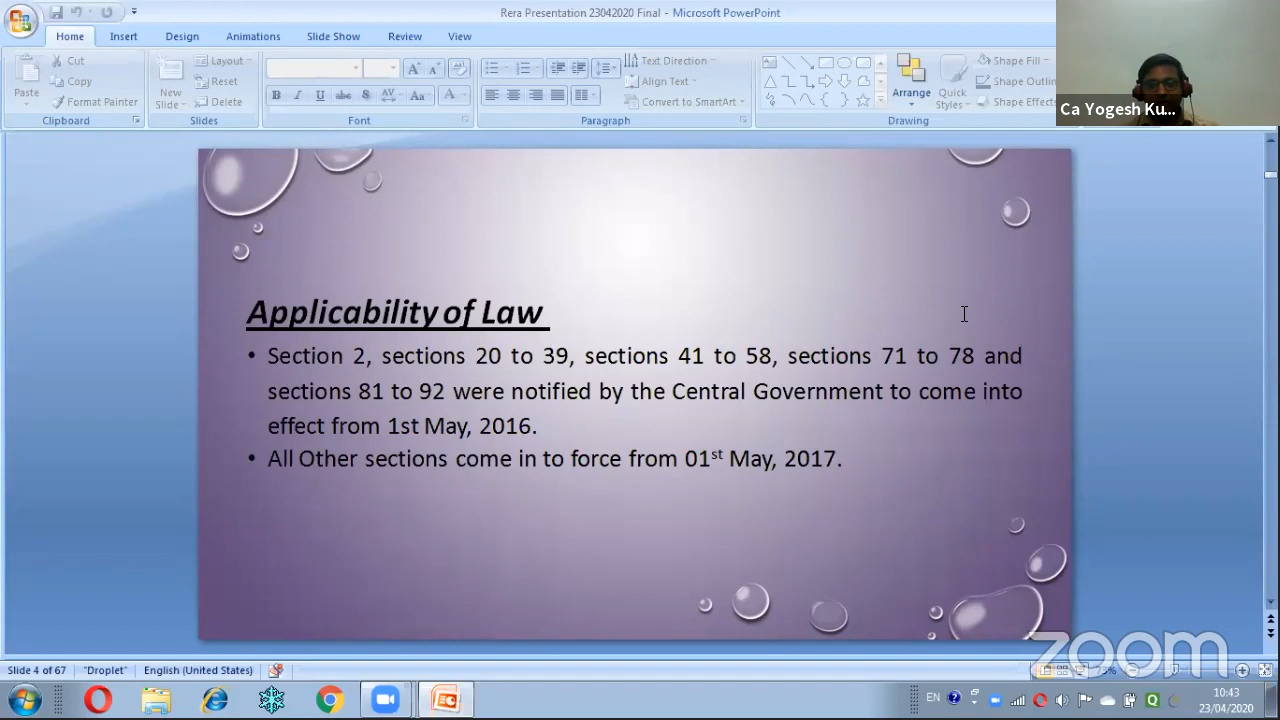 Rera Presentation 23042020 Final - Microsoft PowerPoint
Home Insert Design Animations Slide Show Review View
Paste Cut Copy Format Painter
New Slide Layout Reset Delete
B I U abc S AV Aa A
Text Direction Align Text Convert to SmartArt
Arrange Quick Styles Shape Fill Shape Outlin Shape Effects
Clipboard Slides Font Paragraph Drawing
Ca Yogesh Ku...
Applicability of Law
• Section 2, sections 20 to 39, sections 41 to 58, sections 71 to 78 and
sections 81 to 92 were notified by the Central Government to come into
effect from 1st May, 2016.
• All Other sections come in to force from 01st May, 2017.
zoom
Slide 4 of 67 "Droplet" English (United States)
EN 10:43
23/04/2020